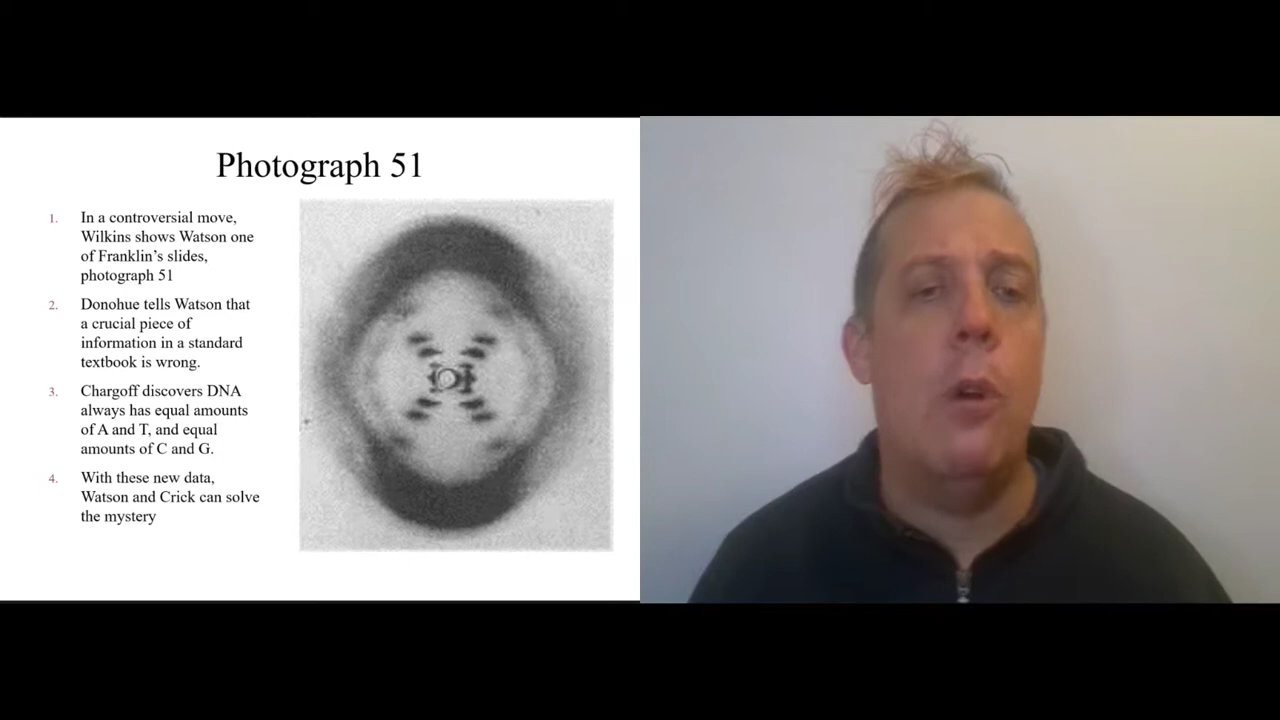 Photograph 51
1. In a controversial move,
Wilkins shows Watson one
of Franklin's slides,
photograph 51
2. Donohue tells Watson that
a crucial piece of
information in a standard
textbook is wrong.
3. Chargoff discovers DNA
always has equal amounts
of A and T, and equal
amounts of C and G.
4. With these new data,
Watson and Crick can solve
the mystery